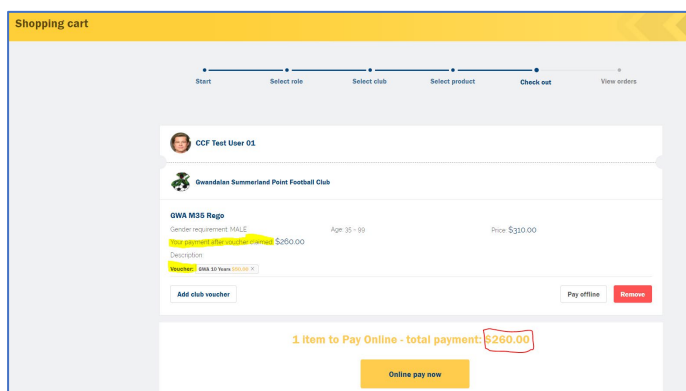 Shopping cart
Start Select role Select club Select product Check out View orders
CCF Test User 01
Gwandalan Summerland Point Football Club
GWA M35 Rego
Gender requirement: MALE Age: 35 - 99 Price: $310.00
Your payment after voucher claimed: $260.00
Description:
Voucher: GWA 10 Years $50.00 ×
Add club voucher Pay offline Remove
1 item to Pay Online - total payment: $260.00
Online pay now